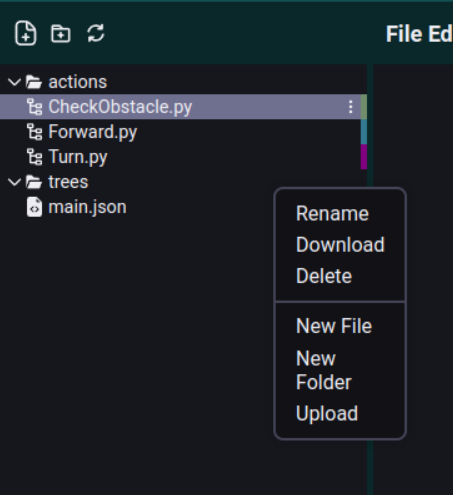 File Ed
actions
CheckObstacle.py
Forward.py
Turn.py
trees
main.json
Rename
Download
Delete
New File
New
Folder
Upload